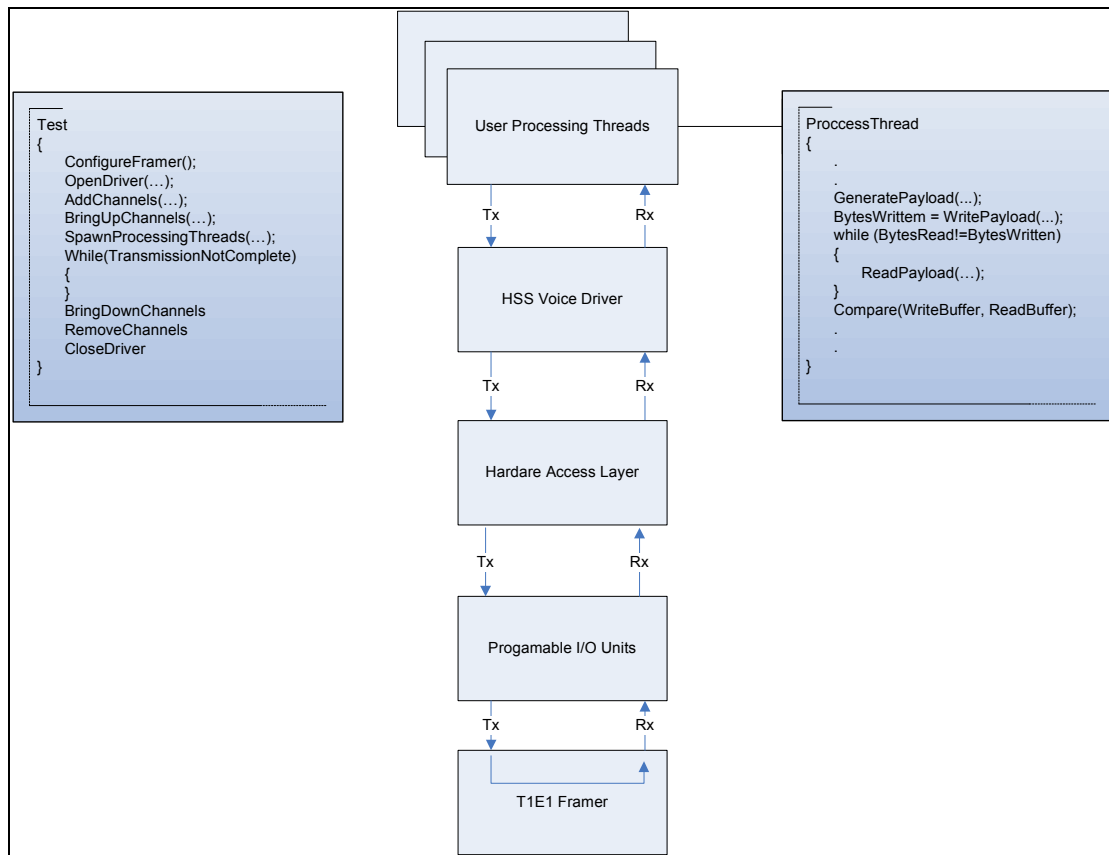 Test
{
ConfigureFramer();
OpenDriver(…);
AddChannels(…);
BringUpChannels(…);
SpawnProcessingThreads(…);
While(TransmissionNotComplete)
{
}
BringDownChannels
RemoveChannels
CloseDriver
}
User Processing Threads
Tx
Rx
HSS Voice Driver
Tx
Rx
Hardare Access Layer
Tx
Rx
Progamable I/O Units
Tx
Rx
T1E1 Framer
ProccessThread
{
.
.
GeneratePayload(...);
BytesWrittem = WritePayload(...);
while (BytesRead!=BytesWritten)
{
ReadPayload(…);
}
Compare(WriteBuffer, ReadBuffer);
.
.
}